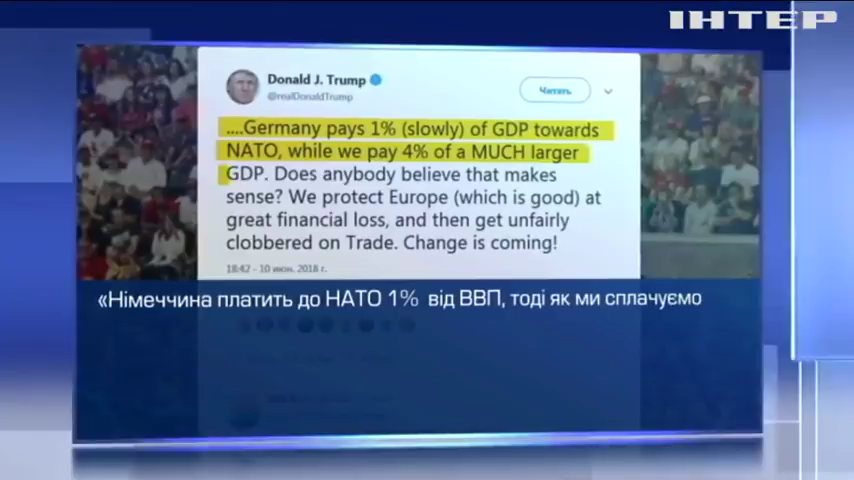 ІНТЕР
Donald J. Trump
@realDonaldTrump
Читать
....Germany pays 1% (slowly) of GDP towards
NATO, while we pay 4% of a MUCH larger
GDP. Does anybody believe that makes
sense? We protect Europe (which is good) at
great financial loss, and then get unfairly
clobbered on Trade. Change is coming!
18:42 - 10 июн. 2018 г.
«Німеччина платить до НАТО 1% від ВВП, тоді як ми сплачуємо